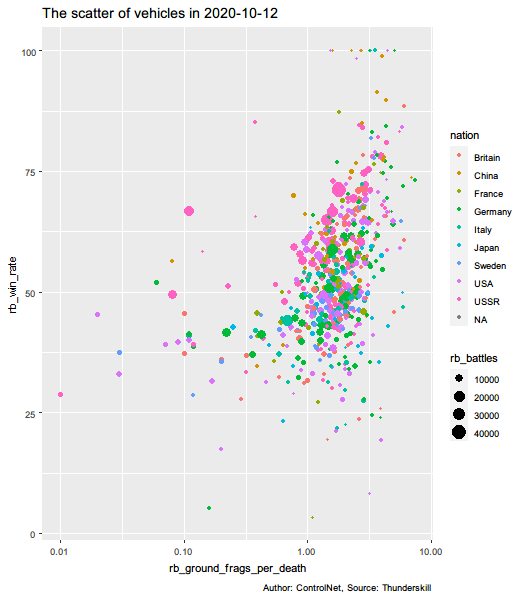 The scatter of vehicles in 2020-10-12
rb_win_rate
100
75
50
25
0
0.01 0.10 1.00 10.00
rb_ground_frags_per_death
nation
Britain
China
France
Germany
Italy
Japan
Sweden
USA
USSR
NA
rb_battles
10000
20000
30000
40000
Author: ControlNet, Source: Thunderskill